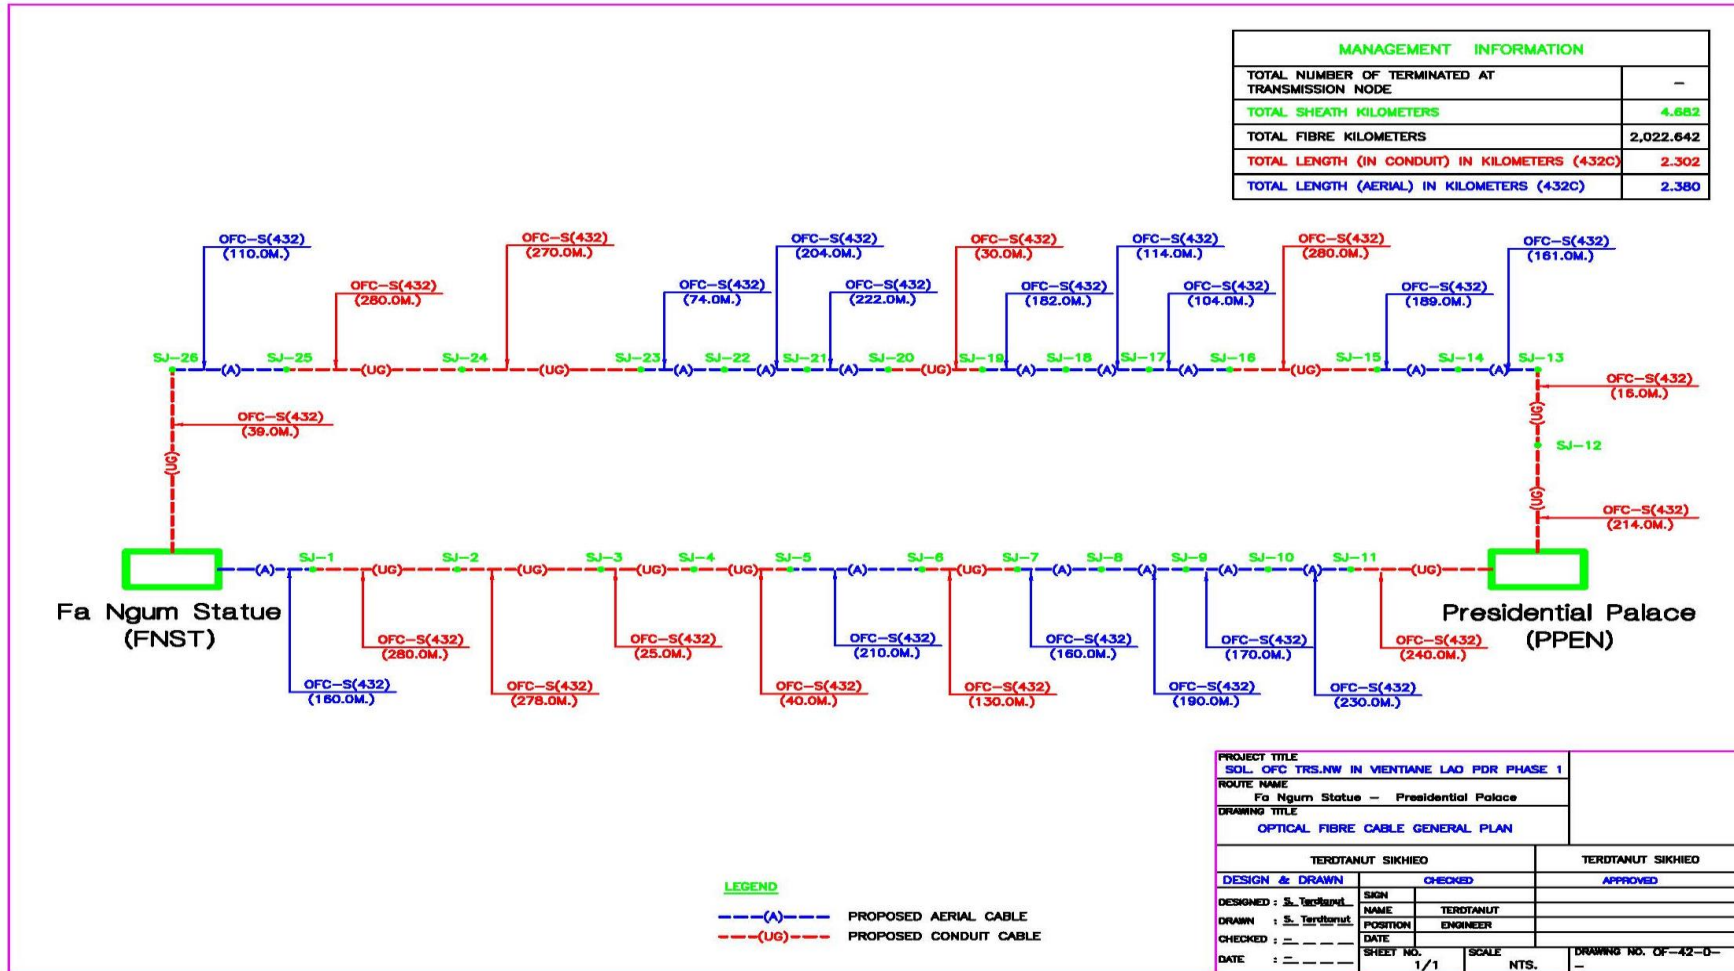 MANAGEMENT INFORMATION
TOTAL NUMBER OF TERMINATED AT
TRANSMISSION NODE
–
TOTAL SHEATH KILOMETERS 4.682
TOTAL FIBRE KILOMETERS 2,022.642
TOTAL LENGTH (IN CONDUIT) IN KILOMETERS (432C) 2.302
TOTAL LENGTH (AERIAL) IN KILOMETERS (432C) 2.380
OFC-S(432)
(110.0M.)
OFC-S(432)
(270.0M.)
OFC-S(432)
(204.0M.)
OFC-S(432)
(30.0M.)
OFC-S(432)
(114.0M.)
OFC-S(432)
(280.0M.)
OFC-S(432)
(161.0M.)
OFC-S(432)
(280.0M.)
OFC-S(432)
(74.0M.)
OFC-S(432)
(222.0M.)
OFC-S(432)
(182.0M.)
OFC-S(432)
(104.0M.)
OFC-S(432)
(189.0M.)
SJ-26 SJ-25 SJ-24 SJ-23 SJ-22 SJ-21 SJ-20 SJ-19 SJ-18 SJ-17 SJ-16 SJ-15 SJ-14 SJ-13
(A) (UG) (UG) (A) (A) (A) (UG) (A) (A) (A) (UG) (A) (A)
OFC-S(432)
(39.0M.)
(UG)
OFC-S(432)
(16.0M.)
(UG)
SJ-12
(UG)
OFC-S(432)
(214.0M.)
SJ-1 SJ-2 SJ-3 SJ-4 SJ-5 SJ-6 SJ-7 SJ-8 SJ-9 SJ-10 SJ-11
(A) (UG) (UG) (UG) (UG) (A) (UG) (A) (A) (A) (A) (UG)
Fa Ngum Statue
(FNST)
Presidential Palace
(PPEN)
OFC-S(432)
(280.0M.)
OFC-S(432)
(25.0M.)
OFC-S(432)
(210.0M.)
OFC-S(432)
(160.0M.)
OFC-S(432)
(170.0M.)
OFC-S(432)
(240.0M.)
OFC-S(432)
(160.0M.)
OFC-S(432)
(278.0M.)
OFC-S(432)
(40.0M.)
OFC-S(432)
(130.0M.)
OFC-S(432)
(190.0M.)
OFC-S(432)
(230.0M.)
LEGEND
(A) PROPOSED AERIAL CABLE
(UG) PROPOSED CONDUIT CABLE
PROJECT TITLE
SOL. OFC TRS.NW IN VIENTIANE LAO PDR PHASE 1
ROUTE NAME
Fa Ngum Statue – Presidential Palace
DRAWING TITLE
OPTICAL FIBRE CABLE GENERAL PLAN
TERDTANUT SIKHIEO TERDTANUT SIKHIEO
DESIGN & DRAWN CHECKED APPROVED
DESIGNED : S. Terdtanut
DRAWN : S. Terdtanut
CHECKED : –
DATE : –
SIGN
NAME TERDTANUT
POSITION ENGINEER
DATE
SHEET NO.
1/1
SCALE
NTS.
DRAWING NO. OF-42-0-
–